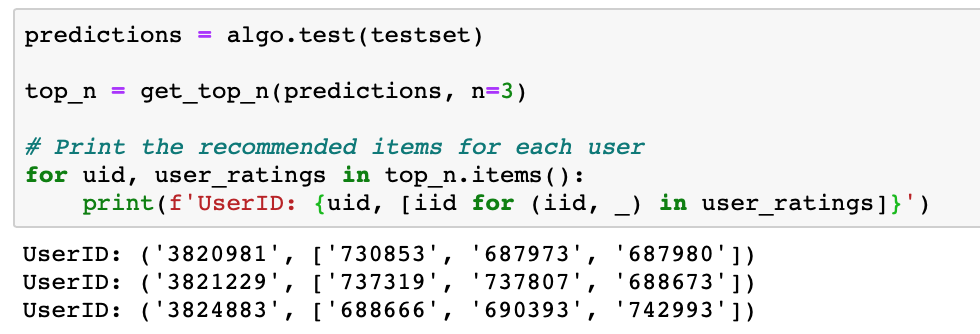 predictions = algo.test(testset)
top_n = get_top_n(predictions, n=3)
# Print the recommended items for each user
for uid, user_ratings in top_n.items():
    print(f'UserID: {uid, [iid for (iid, _) in user_ratings]}')
UserID: ('3820981', ['730853', '687973', '687980'])
UserID: ('3821229', ['737319', '737807', '688673'])
UserID: ('3824883', ['688666', '690393', '742993'])